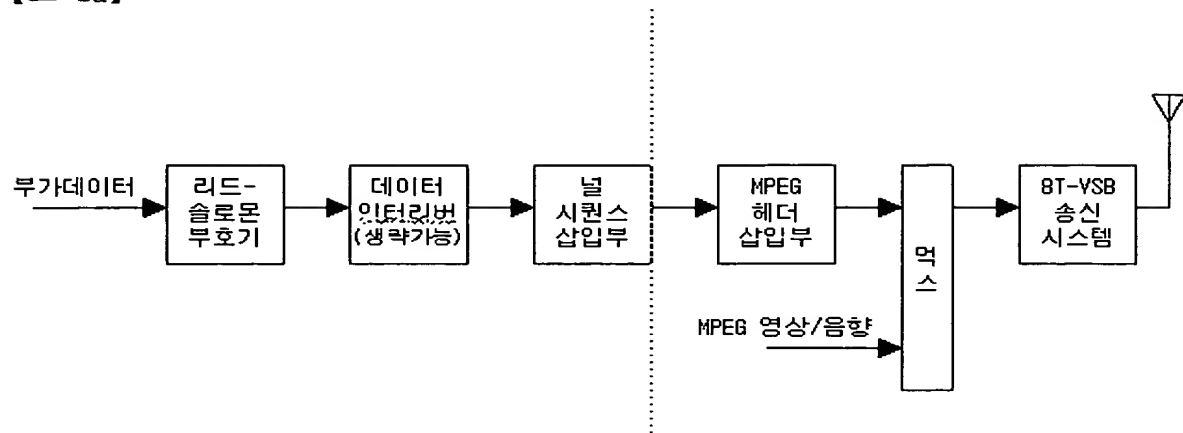 부가데이터
리드-
솔로몬
부호기
데이터
인터리버
(생략가능)
널
시퀀스
삽입부
MPEG
헤더
삽입부
먹
스
8T-VSB
송신
시스템
MPEG 영상/음향